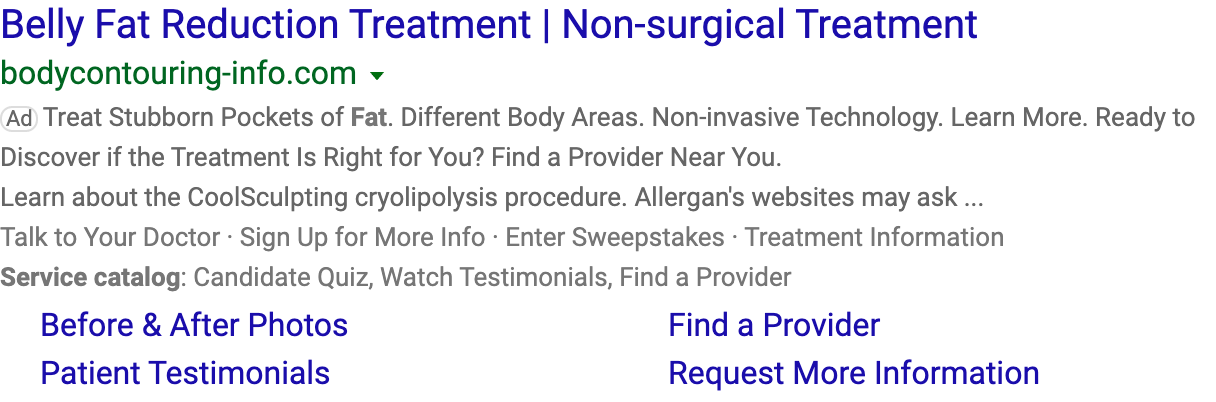 Belly Fat Reduction Treatment | Non-surgical Treatment
bodycontouring-info.com
Ad Treat Stubborn Pockets of Fat. Different Body Areas. Non-invasive Technology. Learn More. Ready to
Discover if the Treatment Is Right for You? Find a Provider Near You.
Learn about the CoolSculpting cryolipolysis procedure. Allergan's websites may ask ...
Talk to Your Doctor · Sign Up for More Info · Enter Sweepstakes · Treatment Information
Service catalog: Candidate Quiz, Watch Testimonials, Find a Provider
Before & After Photos Find a Provider
Patient Testimonials Request More Information